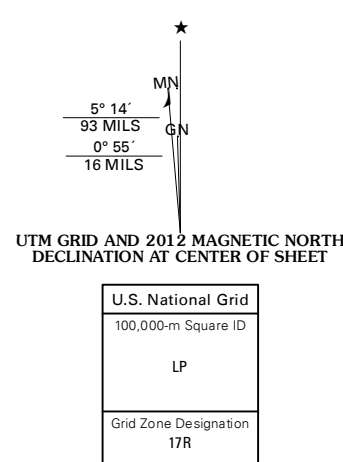 ★
MN
5° 14´
93 MILS
GN
0° 55´
16 MILS
UTM GRID AND 2012 MAGNETIC NORTH
DECLINATION AT CENTER OF SHEET
U.S. National Grid
100,000-m Square ID
LP
Grid Zone Designation
17R